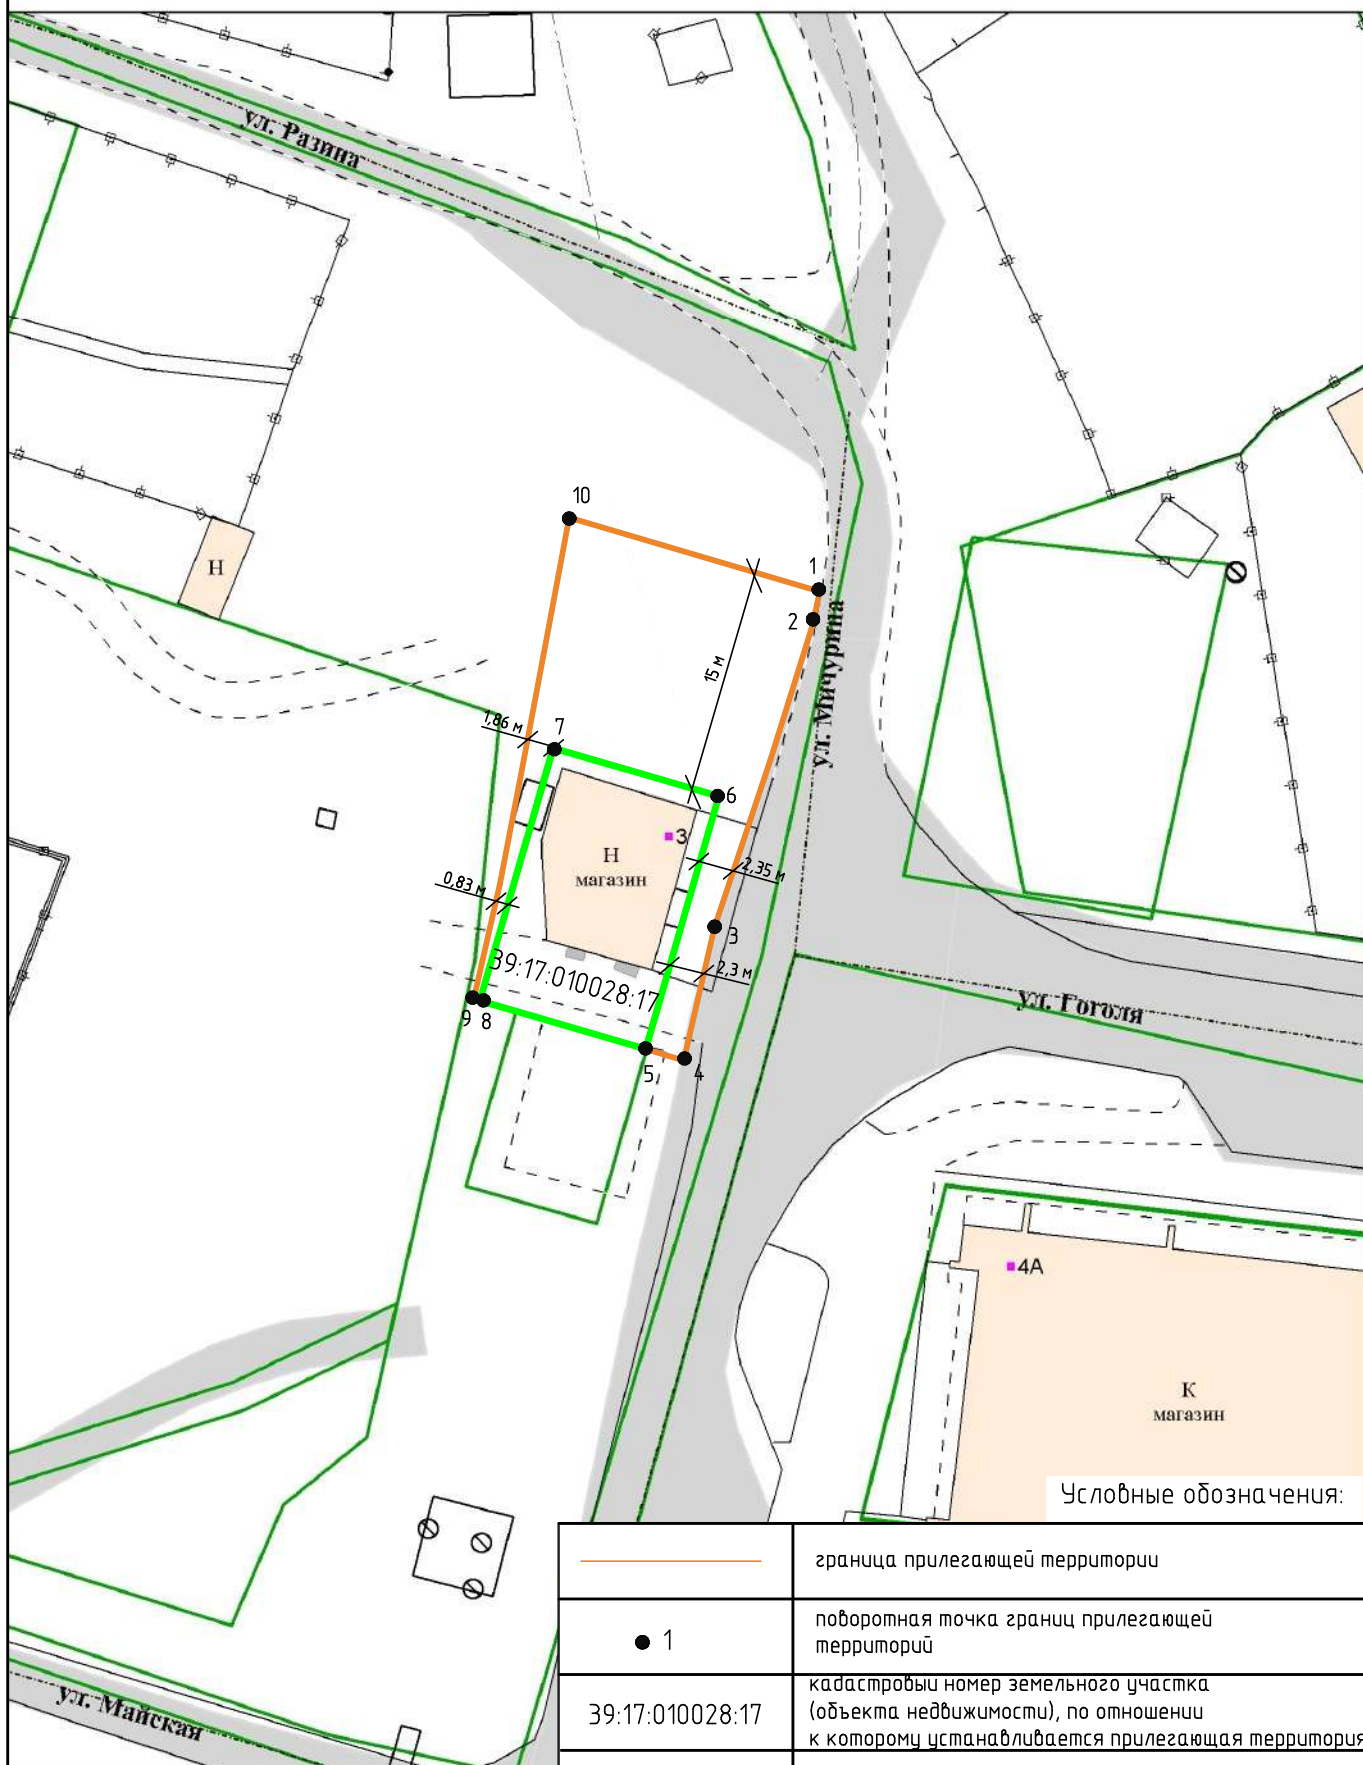 ул. Разина
10
1
2
Н
15 м
ул. Мичурина
1,86 м
7
6
3
Н
магазин
2,35 м
0,83 м
3
2,3 м
39:17:010028:17
ул. Гоголя
9
8
5
4
4А
К
магазин
Условные обозначения:
граница прилегающей территории
1
поворотная точка границ прилегающей
территорий
39:17:010028:17
кадастровый номер земельного участка
(объекта недвижимости), по отношении
к которому устанавливается прилегающая территория
ул. Майская